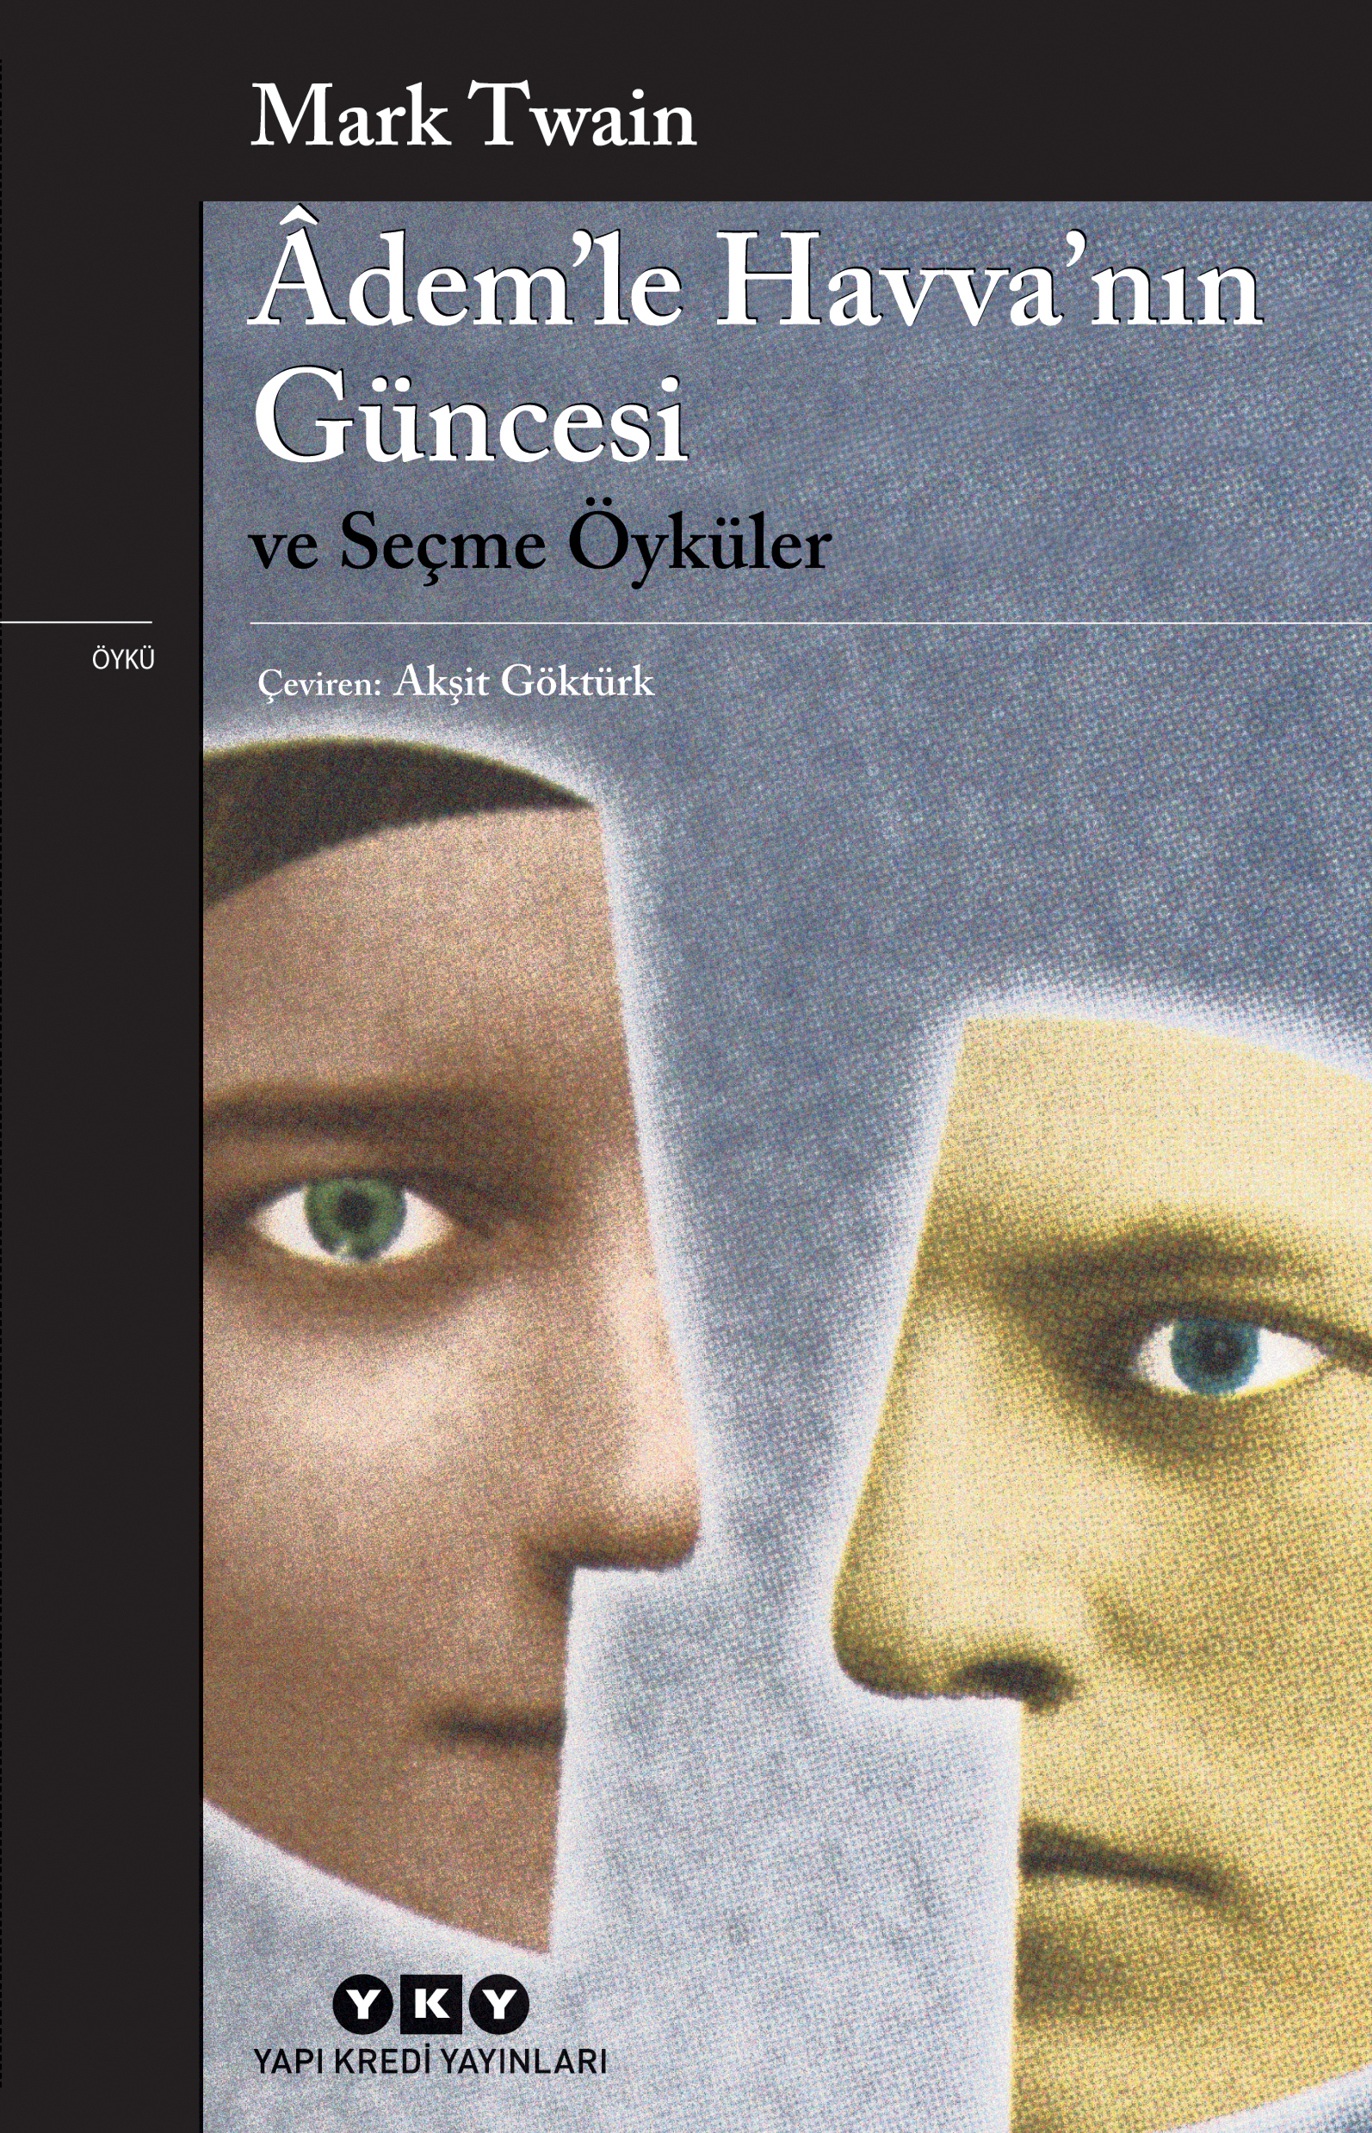 Mark Twain
Âdem’le Havva’nın
Güncesi
ve Seçme Öyküler
ÖYKÜ
Çeviren: Akşit Göktürk
YKY
YAPI KREDİ YAYINLARI